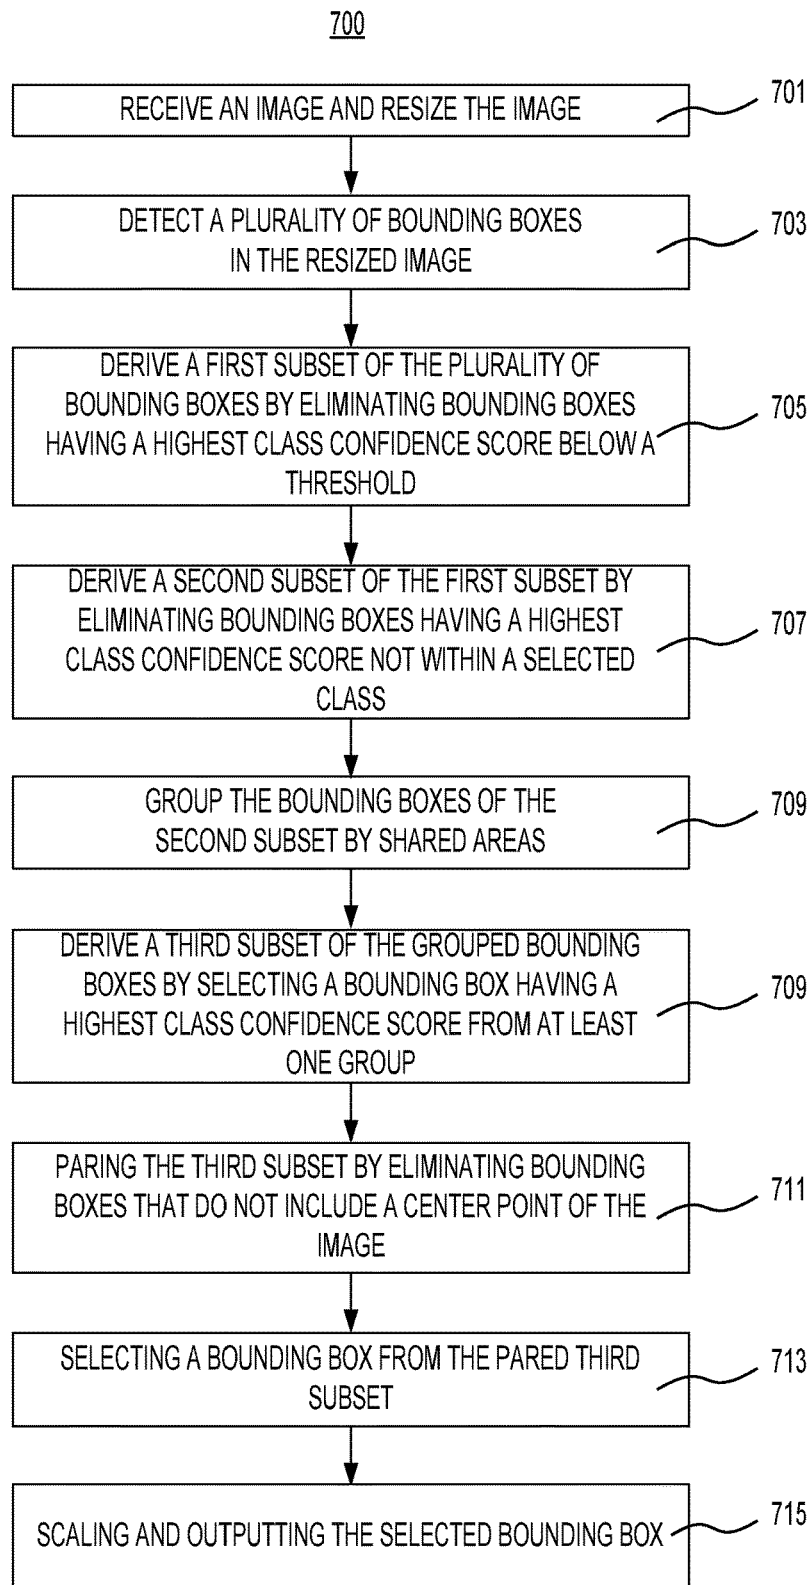 700
RECEIVE AN IMAGE AND RESIZE THE IMAGE
701
DETECT A PLURALITY OF BOUNDING BOXES
IN THE RESIZED IMAGE
703
DERIVE A FIRST SUBSET OF THE PLURALITY OF
BOUNDING BOXES BY ELIMINATING BOUNDING BOXES
HAVING A HIGHEST CLASS CONFIDENCE SCORE BELOW A
THRESHOLD
705
DERIVE A SECOND SUBSET OF THE FIRST SUBSET BY
ELIMINATING BOUNDING BOXES HAVING A HIGHEST
CLASS CONFIDENCE SCORE NOT WITHIN A SELECTED
CLASS
707
GROUP THE BOUNDING BOXES OF THE
SECOND SUBSET BY SHARED AREAS
709
DERIVE A THIRD SUBSET OF THE GROUPED BOUNDING
BOXES BY SELECTING A BOUNDING BOX HAVING A
HIGHEST CLASS CONFIDENCE SCORE FROM AT LEAST
ONE GROUP
709
PARING THE THIRD SUBSET BY ELIMINATING BOUNDING
BOXES THAT DO NOT INCLUDE A CENTER POINT OF THE
IMAGE
711
SELECTING A BOUNDING BOX FROM THE PARED THIRD
SUBSET
713
SCALING AND OUTPUTTING THE SELECTED BOUNDING BOX
715